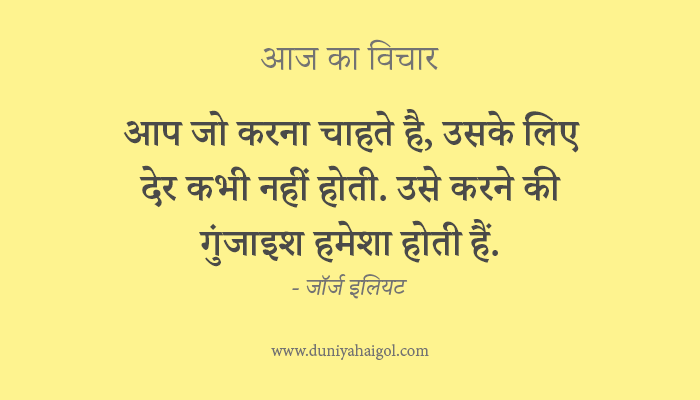 आज का विचार
आप जो करना चाहते है, उसके लिए
देर कभी नहीं होती. उसे करने की
गुंजाइश हमेशा होती हैं.
- जॉर्ज इलियट
www.duniyahaigol.com